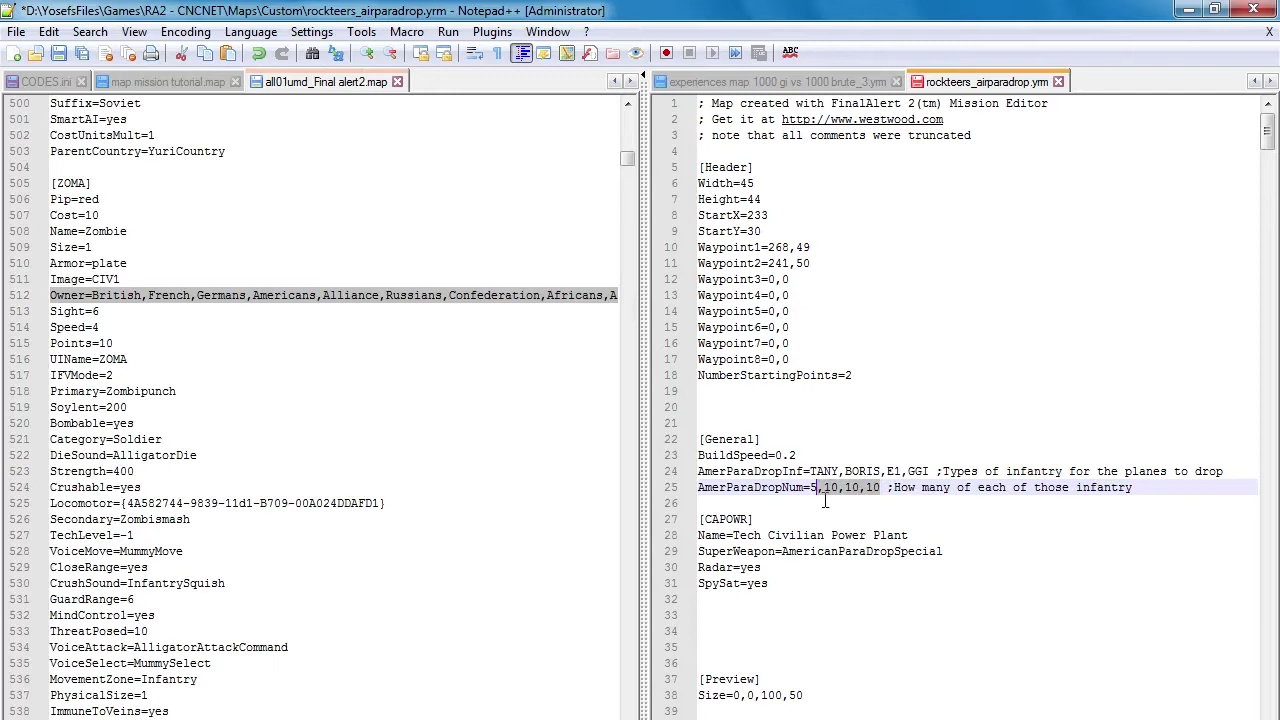 *D:\YosefsFiles\Games\RA2 - CNCNET\Maps\Custom\rockteers_airparadrop.yrm - Notepad++ [Administrator]
File Edit Search View Encoding Language Settings Tools Macro Run Plugins Window ? X
ABC
CODES.ini map mission tutorial.map all01umd_Final alert2.map
500 Suffix=Soviet
501 SmartAI=yes
502 CostUnitsMult=1
503 ParentCountry=YuriCountry
504
505 [ZOMA]
506 Pip=red
507 Cost=10
508 Name=Zombie
509 Size=1
510 Armor=plate
511 Image=CIV1
512 Owner=British,French,Germans,Americans,Alliance,Russians,Confederation,Africans,A
513 Sight=6
514 Speed=4
515 Points=10
516 UIName=ZOMA
517 IFVMode=2
518 Primary=Zombipunch
519 Soylent=200
520 Bombable=yes
521 Category=Soldier
522 DieSound=AlligatorDie
523 Strength=400
524 Crushable=yes
525 Locomotor={4A582744-9839-11d1-B709-00A024DDAFD1}
526 Secondary=Zombismash
527 TechLevel=-1
528 VoiceMove=MummyMove
529 CloseRange=yes
530 CrushSound=InfantrySquish
531 GuardRange=6
532 MindControl=yes
533 ThreatPosed=10
534 VoiceAttack=AlligatorAttackCommand
535 VoiceSelect=MummySelect
536 MovementZone=Infantry
537 PhysicalSize=1
538 ImmuneToVeins=yes
experiences map 1000 gi vs 1000 brute_3.yrm rockteers_airparadrop.yrm
1 ; Map created with FinalAlert 2(tm) Mission Editor
2 ; Get it at http://www.westwood.com
3 ; note that all comments were truncated
4
5 [Header]
6 Width=45
7 Height=44
8 StartX=233
9 StartY=30
10 Waypoint1=268,49
11 Waypoint2=241,50
12 Waypoint3=0,0
13 Waypoint4=0,0
14 Waypoint5=0,0
15 Waypoint6=0,0
16 Waypoint7=0,0
17 Waypoint8=0,0
18 NumberStartingPoints=2
19
20
21
22 [General]
23 BuildSpeed=0.2
24 AmerParaDropInf=TANY,BORIS,E1,GGI ;Types of infantry for the planes to drop
25 AmerParaDropNum=5,10,10,10 ;How many of each of those infantry
26
27 [CAPOWR]
28 Name=Tech Civilian Power Plant
29 SuperWeapon=AmericanParaDropSpecial
30 Radar=yes
31 SpySat=yes
32
33
34
35
36
37 [Preview]
38 Size=0,0,100,50
39